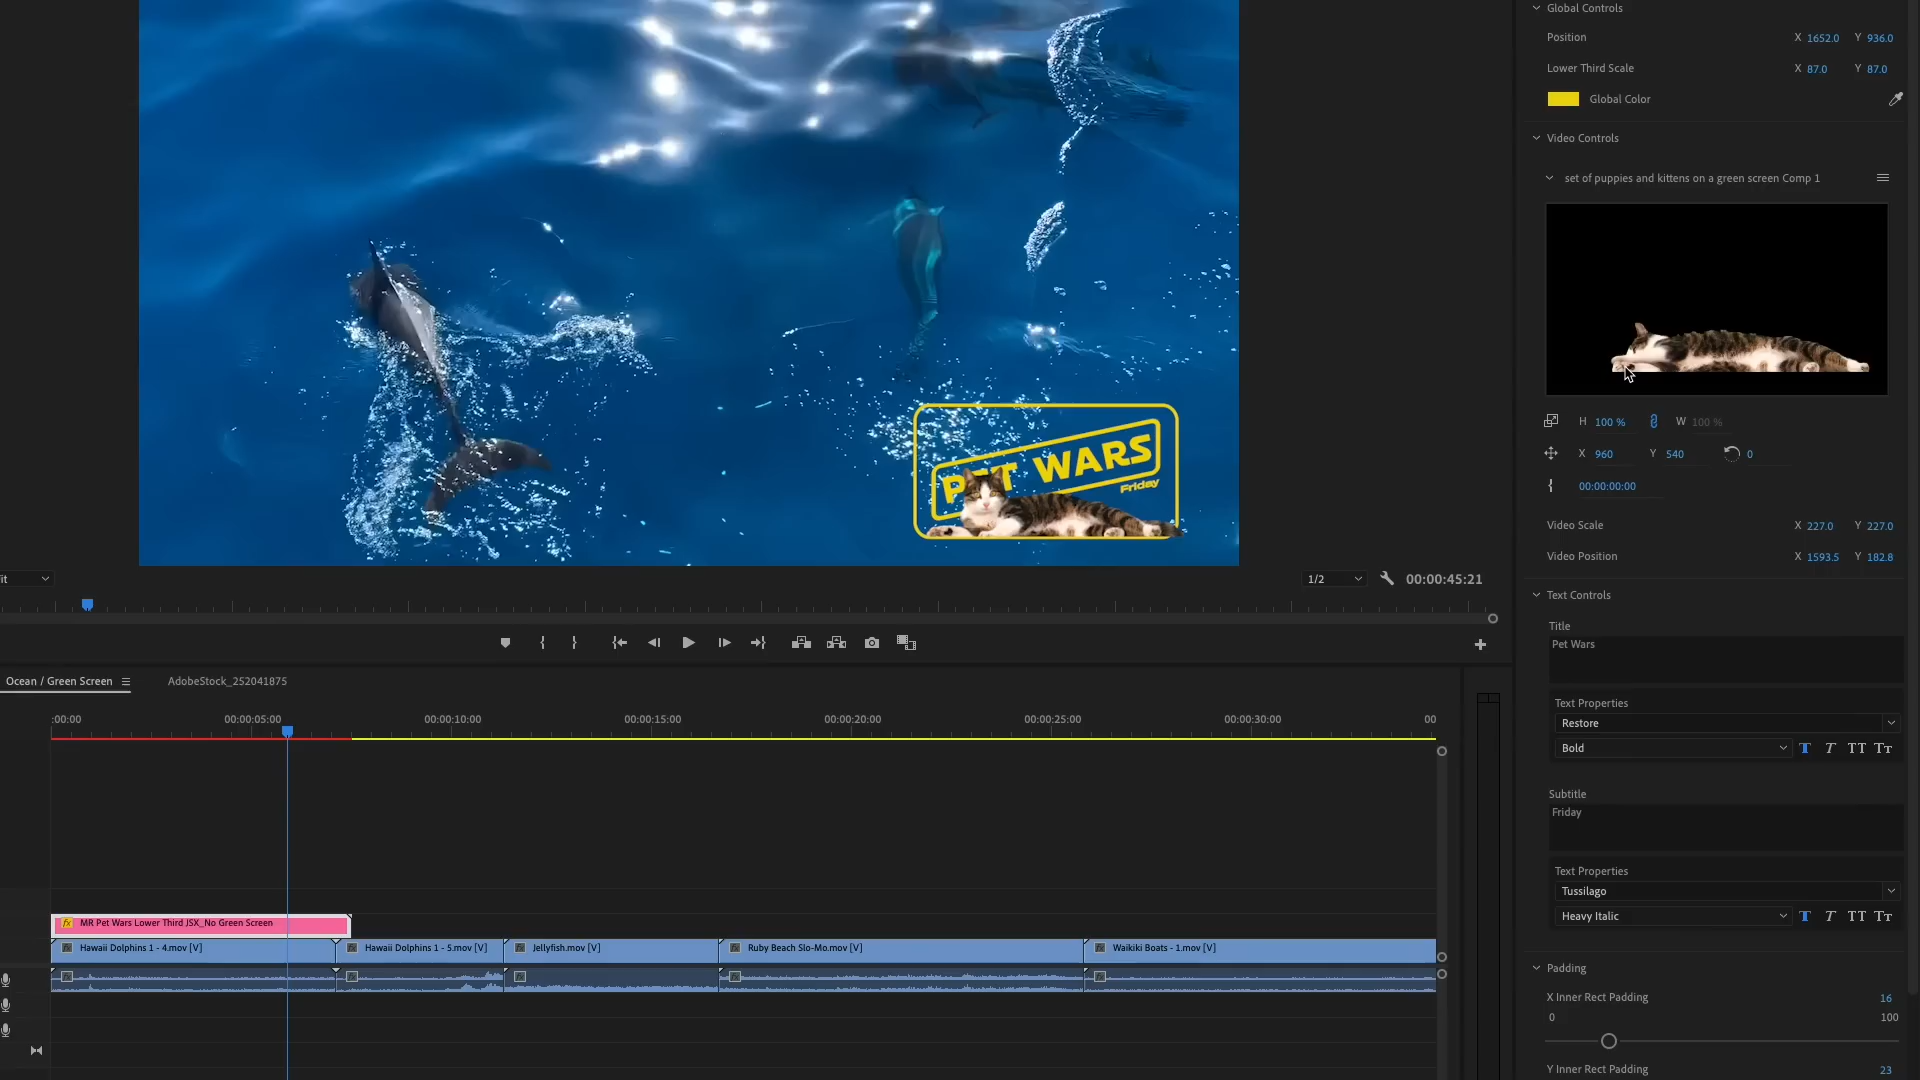 Global Controls
Position X 1652.0 Y 936.0
Lower Third Scale X 87.0 Y 87.0
Global Color
Video Controls
set of puppies and kittens on a green screen Comp 1
H 100 % W 100 %
X 960 Y 540 0
00:00:00:00
Video Scale X 227.0 Y 227.0
Video Position X 1593.5 Y 182.8
Text Controls
Title
Pet Wars
Text Properties
Restore
Bold T T TT Tт
Subtitle
Friday
Text Properties
Tussilago
Heavy Italic T T TT Tт
Padding
X Inner Rect Padding 16
0 100
Y Inner Rect Padding 23
WARS
Friday
1/2 00:00:45:21
Ocean / Green Screen AdobeStock_252041875
:00:00 00:00:05:00 00:00:10:00 00:00:15:00 00:00:20:00 00:00:25:00 00:00:30:00 00
fx MR Pet Wars Lower Third JSX_No Green Screen
Hawaii Dolphins 1 - 4.mov [V] Hawaii Dolphins 1 - 5.mov [V] Jellyfish.mov [V] Ruby Beach Slo-Mo.mov [V] Waikiki Boats - 1.mov [V]